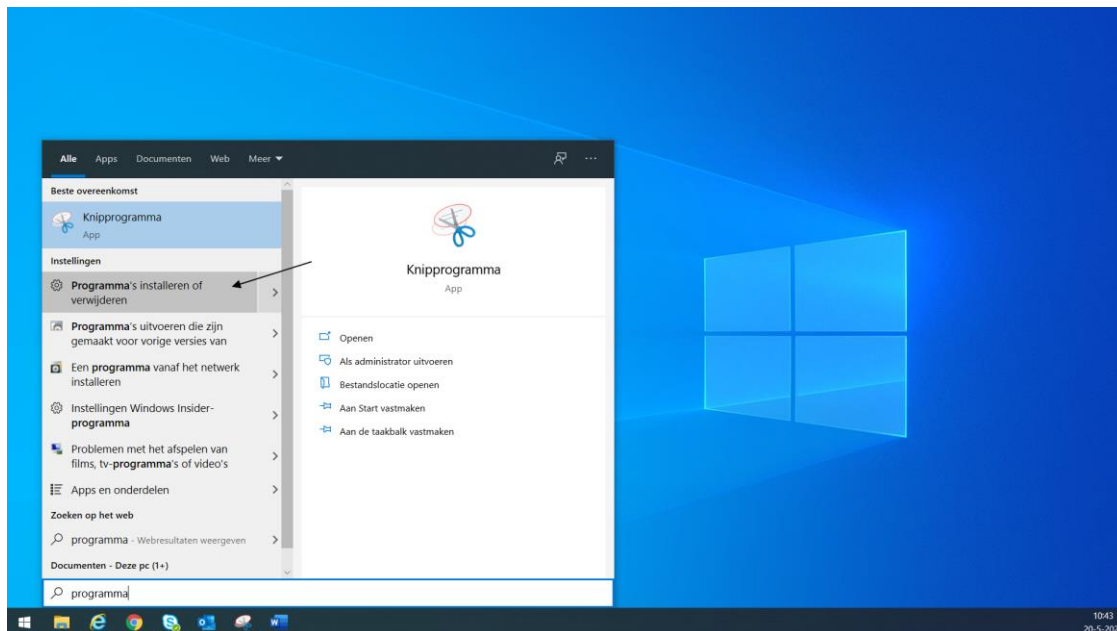 Alle Apps Documenten Web Meer
Beste overeenkomst
Knipprogramma
App
Instellingen
Programma's installeren of
verwijderen
Programma's uitvoeren die zijn
gemaakt voor vorige versies van
Een programma vanaf het netwerk
installeren
Instellingen Windows Insider-
programma
Problemen met het afspelen van
films, tv-programma's of video's
Apps en onderdelen
Zoeken op het web
programma - Webresultaten weergeven
Documenten - Deze pc (1+)
programma
Knipprogramma
App
Openen
Als administrator uitvoeren
Bestandslocatie openen
Aan Start vastmaken
Aan de taakbalk vastmaken
10:43